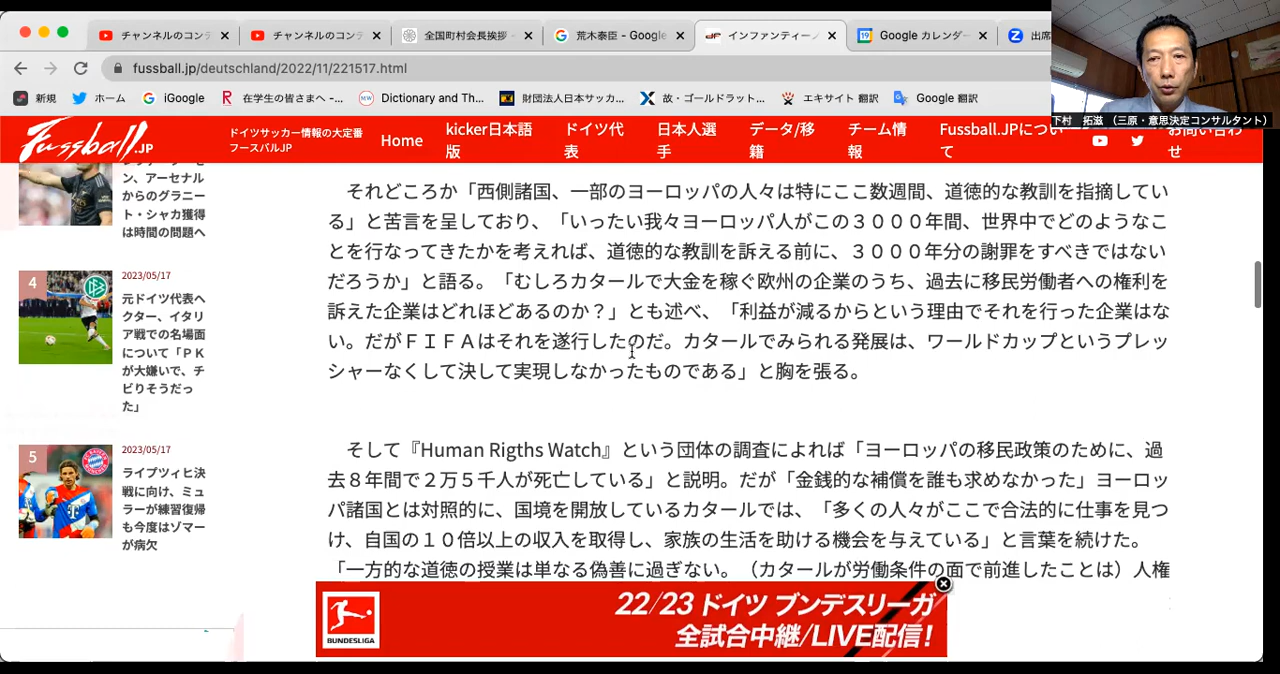 チャンネルのコンテ
チャンネルのコンテ
全国町村会長挨拶
荒木泰臣 - Google
インファンティーノ
Google カレンダー
出席
fussball.jp/deutschland/2022/11/221517.html
新規
ホーム
iGoogle
在学生の皆さまへ -...
Dictionary and Th...
財団法人日本サッカ...
故・ゴールドラット...
エキサイト 翻訳
Google 翻訳
下村 拓滋 (三原・意思決定コンサルタント)
Fussball.JP
ドイツサッカー情報の大定番
フースバルJP
Home
kicker日本語
版
ドイツ代
表
日本人選
手
データ/移
籍
チーム情
報
Fussball.JPについ
て
お問い合わ
せ
ン、アーセナル
からのグラニー
ト・シャカ獲得
は時間の問題へ
4
2023/05/17
元ドイツ代表へ
クター、イタリ
ア戦での名場面
について「ＰＫ
が大嫌いで、チ
ビりそうだっ
た」
5
2023/05/17
ライプツィヒ決
戦に向け、ミュ
ラーが練習復帰
も今度はゾマー
が病欠
それどころか「西側諸国、一部のヨーロッパの人々は特にここ数週間、道徳的な教訓を指摘してい
る」と苦言を呈しており、「いったい我々ヨーロッパ人がこの３０００年間、世界中でどのようなこ
とを行なってきたかを考えれば、道徳的な教訓を訴える前に、３０００年分の謝罪をすべきではない
だろうか」と語る。「むしろカタールで大金を稼ぐ欧州の企業のうち、過去に移民労働者への権利を
訴えた企業はどれほどあるのか？」とも述べ、「利益が減るからという理由でそれを行った企業はな
い。だがＦＩＦＡはそれを遂行したのだ。カタールでみられる発展は、ワールドカップというプレッ
シャーなくして決して実現しなかったものである」と胸を張る。
そして『Human Rigths Watch』という団体の調査によれば「ヨーロッパの移民政策のために、過
去８年間で２万５千人が死亡している」と説明。だが「金銭的な補償を誰も求めなかった」ヨーロッ
パ諸国とは対照的に、国境を開放しているカタールでは、「多くの人々がここで合法的に仕事を見つ
け、自国の１０倍以上の収入を取得し、家族の生活を助ける機会を与えている」と言葉を続けた。
「一方的な道徳の授業は単なる偽善に過ぎない。（カタールが労働条件の面で前進したことは）人権
BUNDESLIGA
22/23 ドイツ ブンデスリーガ
全試合中継/LIVE配信!